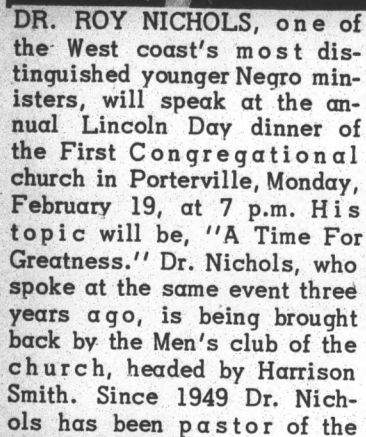 DR. ROY NICHOLS, one of
the West coast's most dis-
tinguished younger Negro min-
isters, will speak at the an-
nual Lincoln Day dinner of
the First Congregational
church in Porterville, Monday,
February 19, at 7 p.m. His
topic will be, "A Time For
Greatness." Dr. Nichols, who
spoke at the same event three
years ago, is being brought
back by the Men's club of the
church, headed by Harrison
Smith. Since 1949 Dr. Nich-
ols has been pastor of the